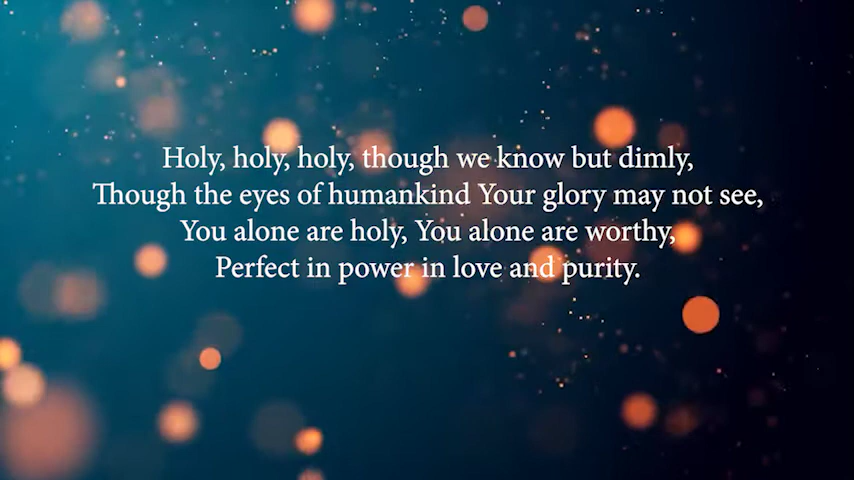 Holy, holy, holy, though we know but dimly,
Though the eyes of humankind Your glory may not see,
You alone are holy, You alone are worthy,
Perfect in power in love and purity.